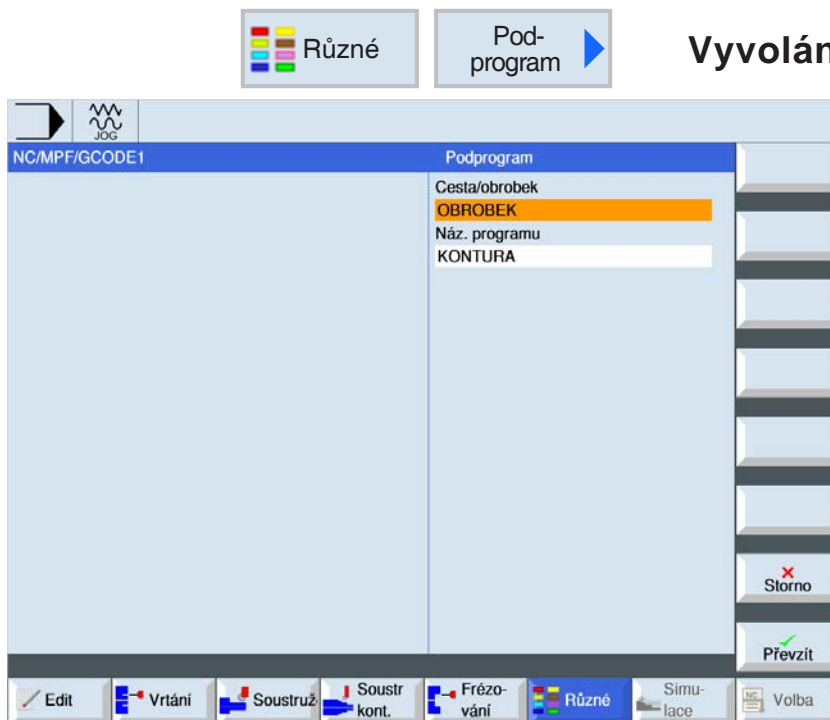 Různé
Pod-
program
Vyvolán
JOG
NC/MPF/GCODE1
Podprogram
Cesta/obrobek
OBROBEK
Náz. programu
KONTURA
Storno
Převzít
Edit
Vrtání
Soustruž
Soustr
kont.
Frézo-
vání
Různé
Simu-
lace
NC
Volba